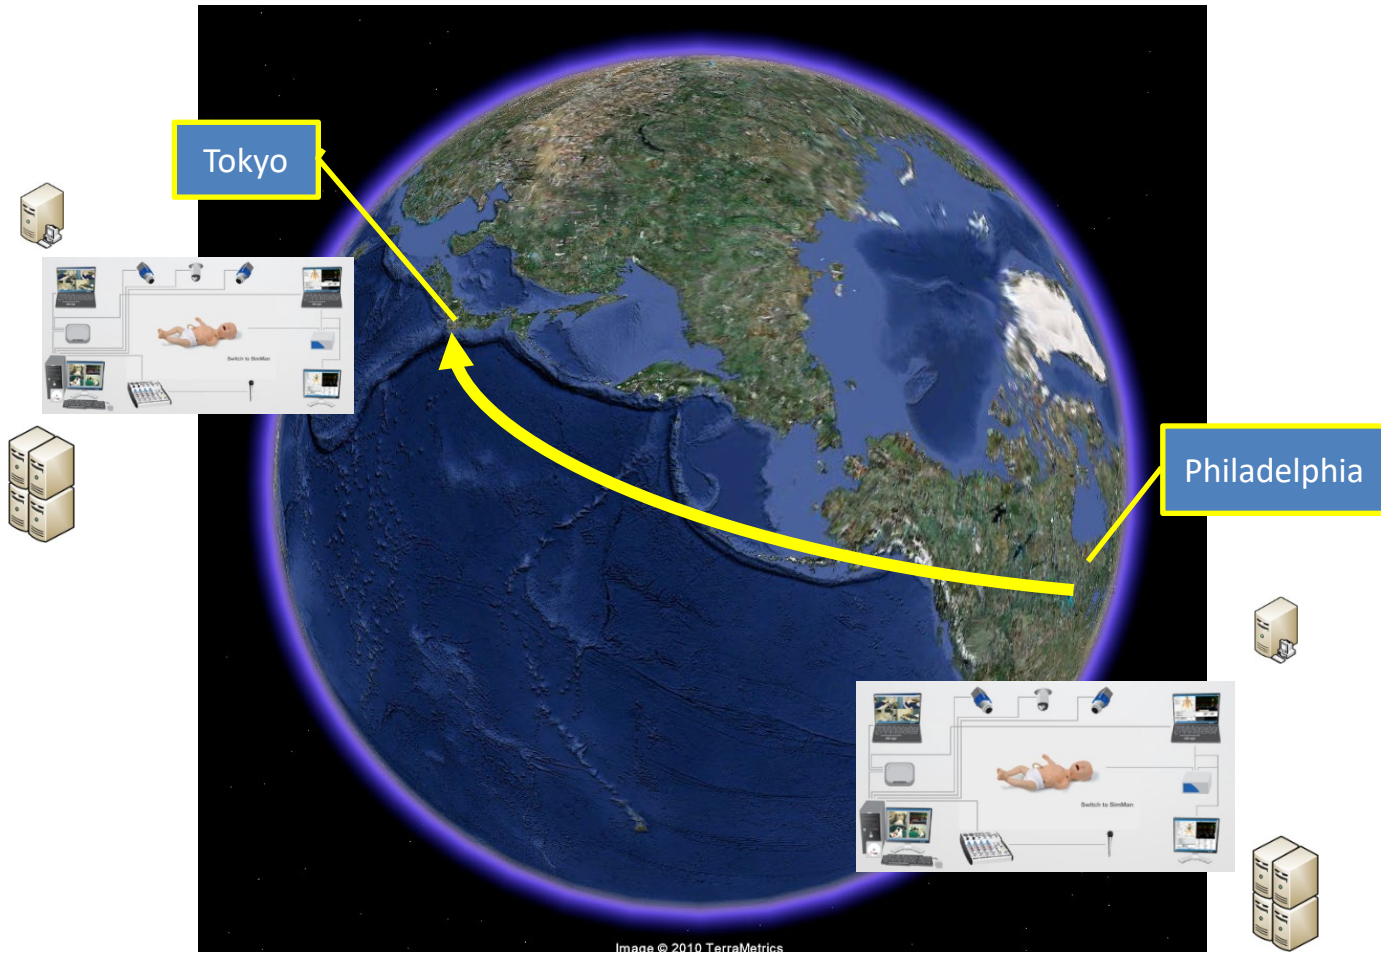 Tokyo
Switch to SimMan
Philadelphia
Switch to SimMan
Image © 2010 TerraMetrics